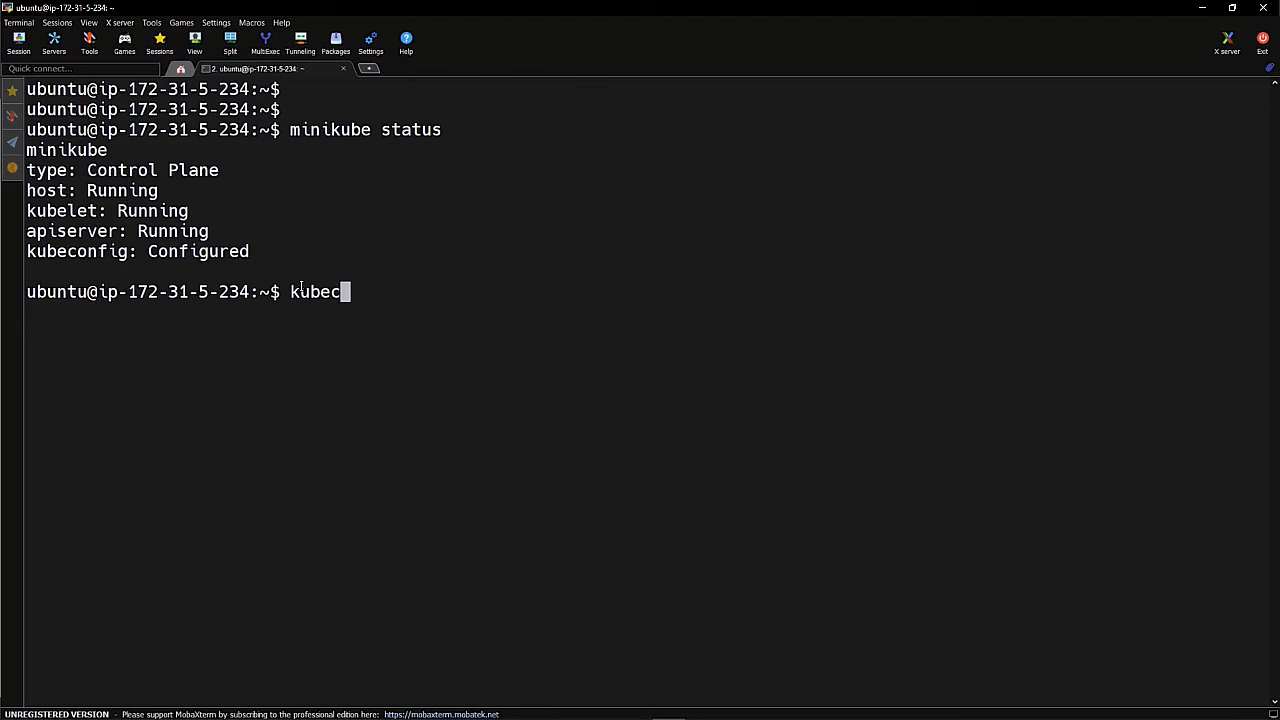 ubuntu@ip-172-31-5-234: ~
Terminal Sessions View X server Tools Games Settings Macros Help
Session Servers Tools Games Sessions View Split MultiExec Tunneling Packages Settings Help X server Exit
Quick connect... 2. ubuntu@ip-172-31-5-234: ~
ubuntu@ip-172-31-5-234:~$
ubuntu@ip-172-31-5-234:~$
ubuntu@ip-172-31-5-234:~$ minikube status
minikube
type: Control Plane
host: Running
kubelet: Running
apiserver: Running
kubeconfig: Configured
ubuntu@ip-172-31-5-234:~$ kubec
UNREGISTERED VERSION - Please support MobaXterm by subscribing to the professional edition here: https://mobaxterm.mobatek.net